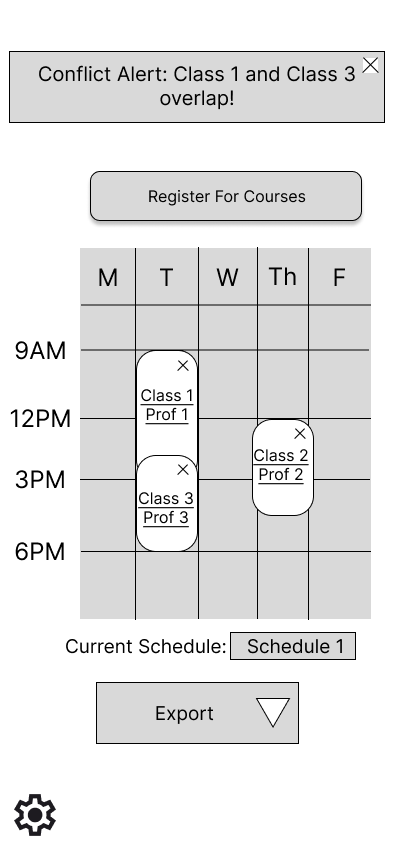 Conflict Alert: Class 1 and Class 3
overlap!
Register For Courses
M T W Th F
9AM
Class 1
Prof 1
12PM
Class 2
Prof 2
3PM
Class 3
Prof 3
6PM
Current Schedule: Schedule 1
Export